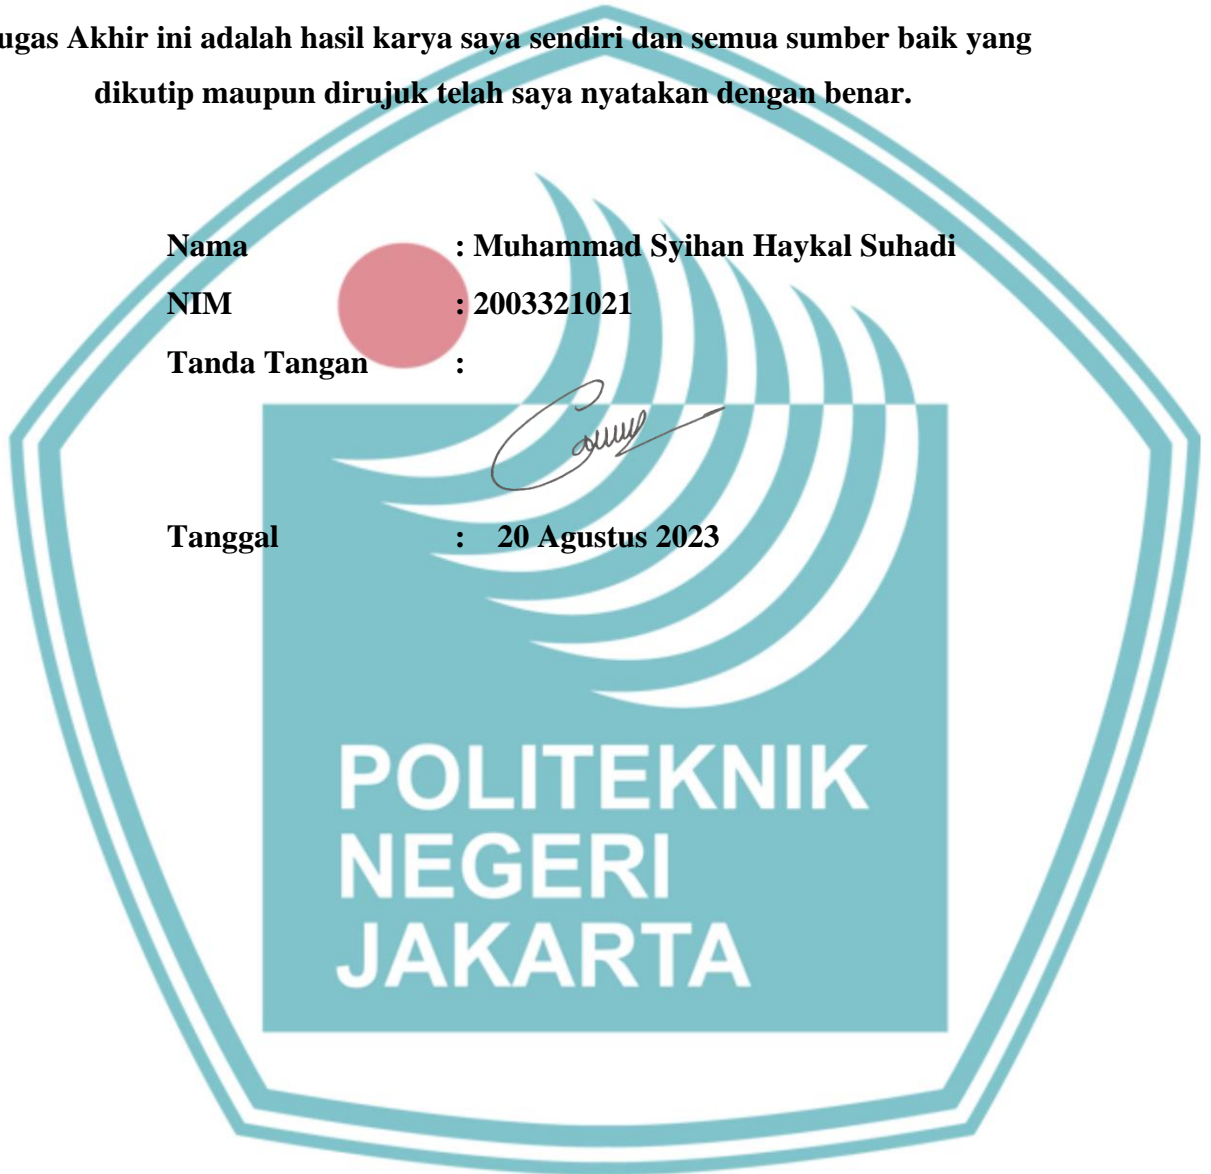 ugas Akhir ini adalah hasil karya saya sendiri dan semua sumber baik yang
dikutip maupun dirujuk telah saya nyatakan dengan benar.
Nama : Muhammad Syihan Haykal Suhadi
NIM : 2003321021
Tanda Tangan :
Tanggal : 20 Agustus 2023
POLITEKNIK
NEGERI
JAKARTA